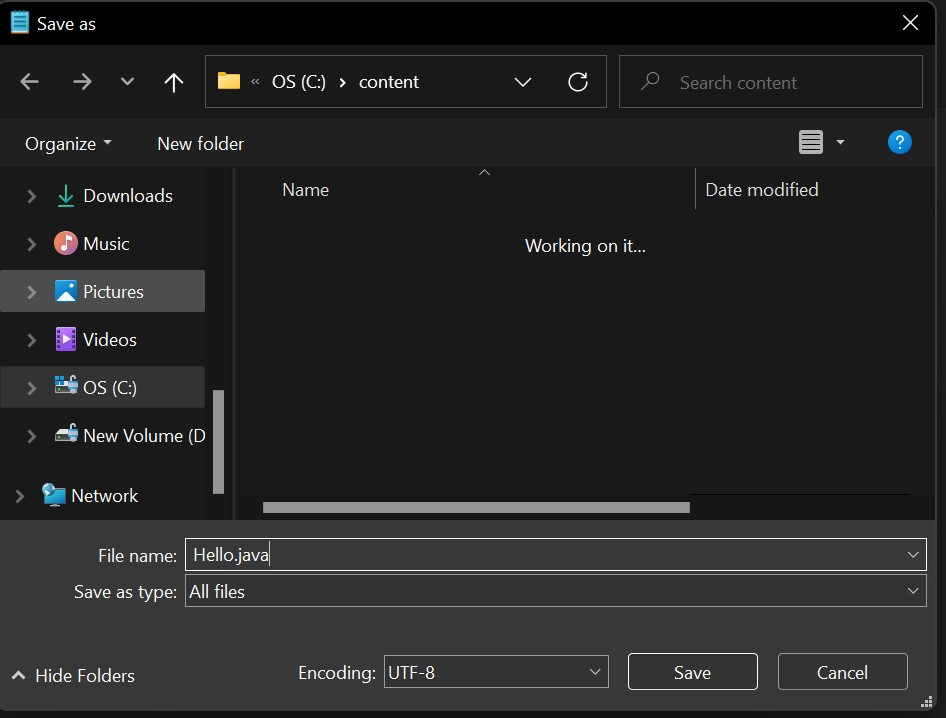 Save as
« OS (C:) › content
Search content
Organize
New folder
?
Name
Date modified
Working on it...
Downloads
Music
Pictures
Videos
OS (C:)
New Volume (D
Network
File name: Hello.java
Save as type: All files
Hide Folders
Encoding: UTF-8
Save
Cancel